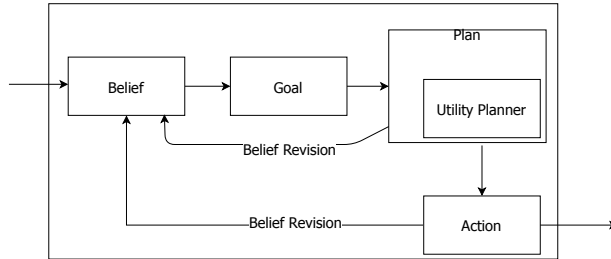 Plan
Belief
Goal
Utility Planner
Belief Revision
Belief Revision
Action